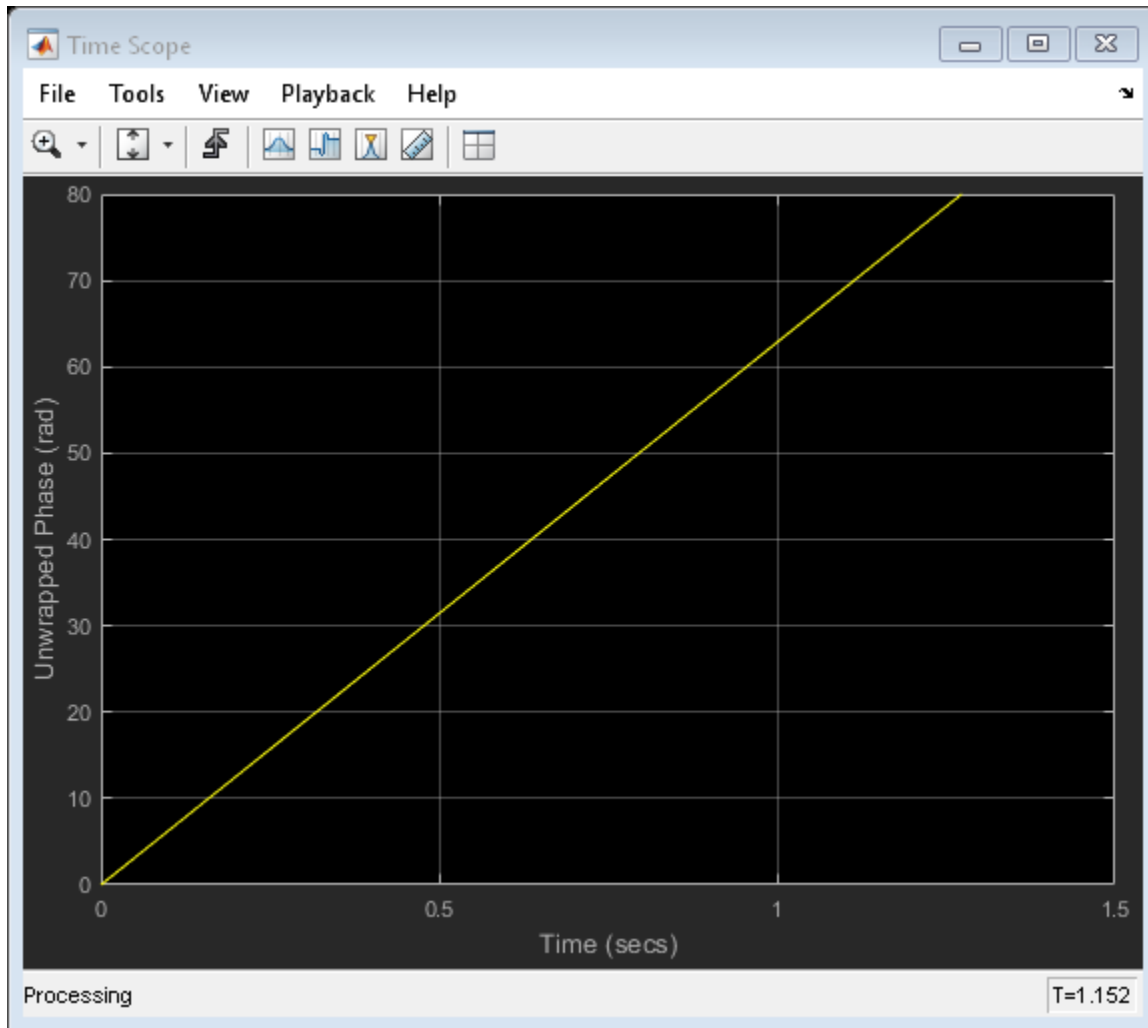 Time Scope
File Tools View Playback Help
80
70
60
50
40
30
20
10
0
Unwrapped Phase (rad)
0 0.5 1 1.5
Time (secs)
Processing T=1.152